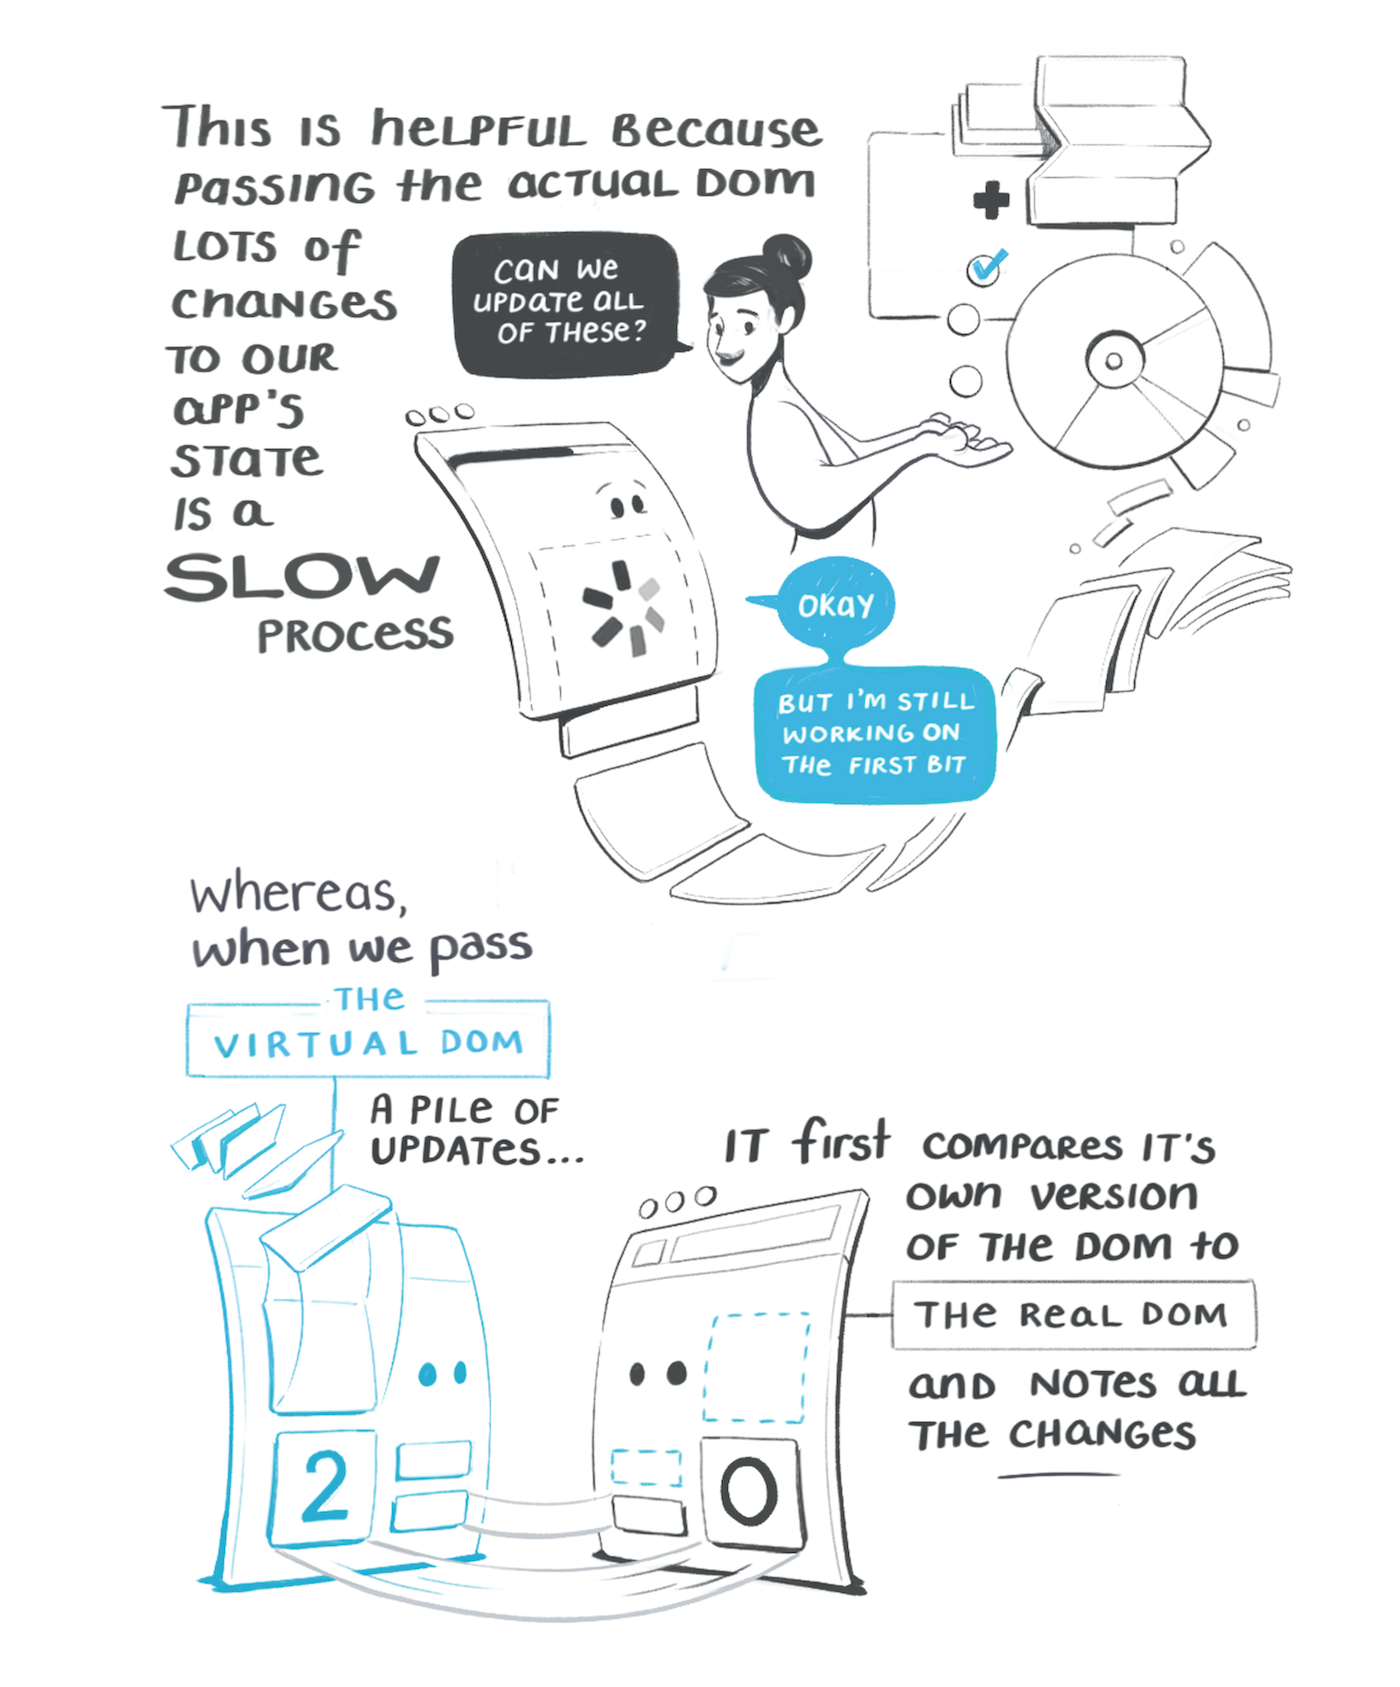 This is helpful because
passing the actual DOM
lots of
changes
to our
app's
state
is a
SLOW
process
Can we
update all
of these?
Okay
But I'm still
working on
the first bit
Whereas,
when we pass
the
Virtual DOM
a pile of
updates...
2
It first compares it's
own version
of the DOM to
the real DOM
and notes all
the changes
0